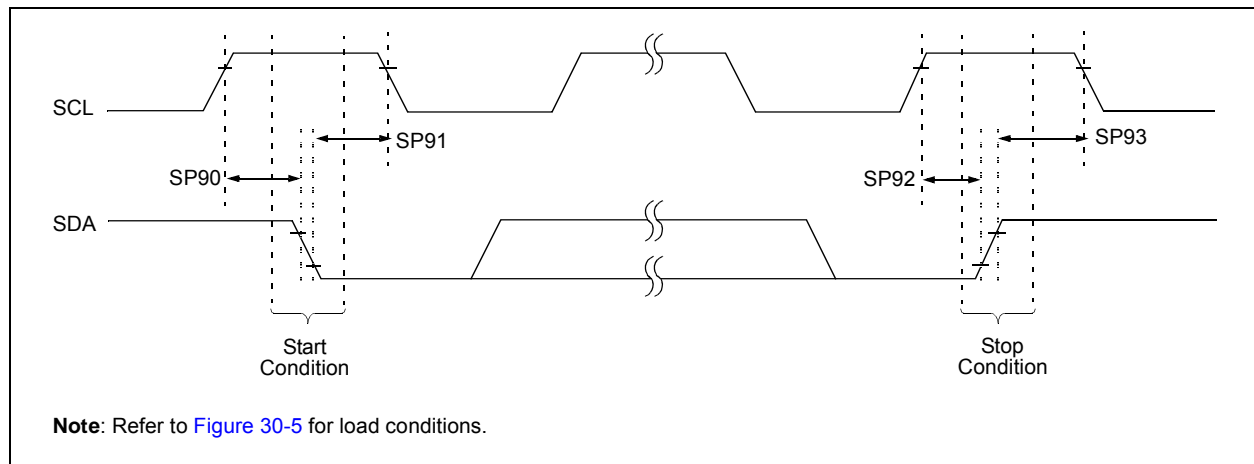 SCL
SP91
SP93
SP90
SP92
SDA
Start
Condition
Stop
Condition
Note: Refer to Figure 30-5 for load conditions.